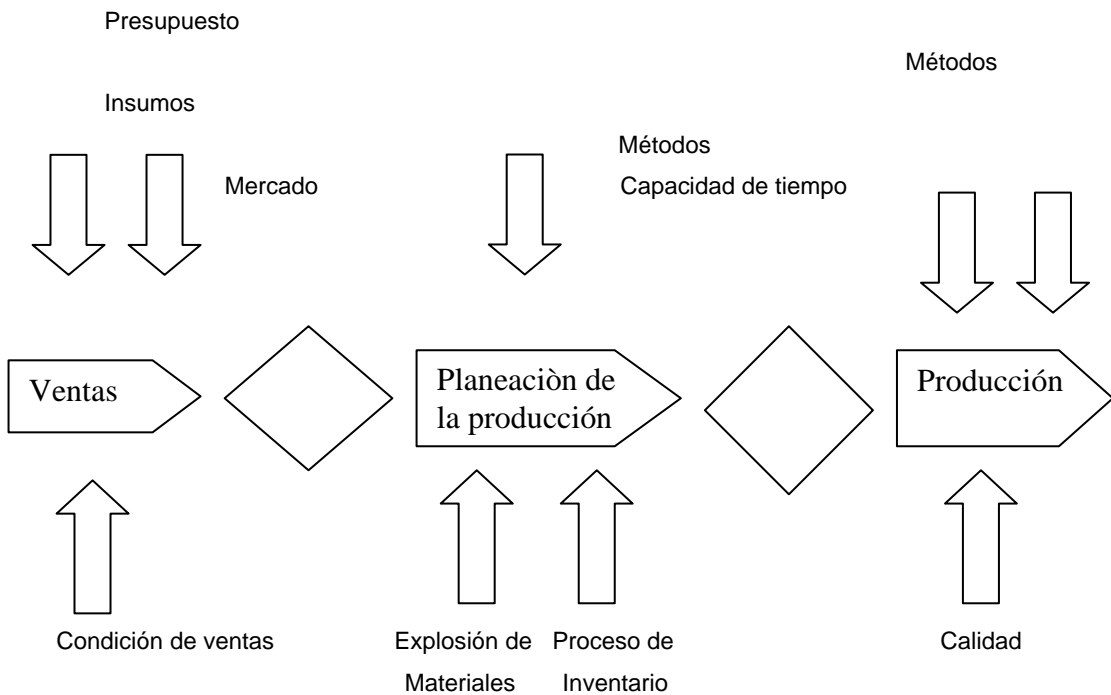 Presupuesto
Métodos
Insumos
Métodos
Mercado
Capacidad de tiempo
Ventas
Planeaciòn de
la producción
Producción
Condición de ventas
Explosión de
Materiales
Proceso de
Inventario
Calidad